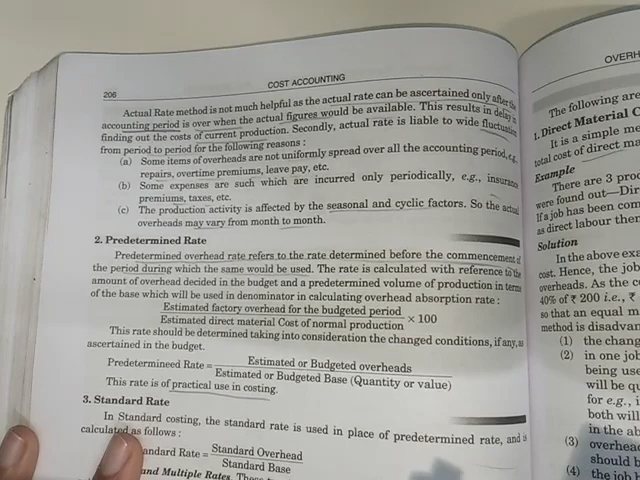 206
COST ACCOUNTING
Actual Rate method is not much helpful as the actual rate can be ascertained only after the
accounting period is over when the actual figures would be available. This results in delay in
finding out the costs of current production. Secondly, actual rate is liable to wide fluctuation
from period to period for the following reasons :
(a) Some items of overheads are not uniformly spread over all the accounting period, e.g.,
repairs, overtime premiums, leave pay, etc.
(b) Some expenses are such which are incurred only periodically, e.g., insurance
premiums, taxes, etc.
(c) The production activity is affected by the seasonal and cyclic factors. So the actual
overheads may vary from month to month.
2. Predetermined Rate
Predetermined overhead rate refers to the rate determined before the commencement of
the period during which the same would be used. The rate is calculated with reference to the
amount of overhead decided in the budget and a predetermined volume of production in terms
of the base which will be used in denominator in calculating overhead absorption rate :
Estimated factory overhead for the budgeted period
Estimated direct material Cost of normal production × 100
This rate should be determined taking into consideration the changed conditions, if any, as
ascertained in the budget.
Predetermineed Rate = Estimated or Budgeted overheads
Estimated or Budgeted Base (Quantity or value)
This rate is of practical use in costing.
3. Standard Rate
In Standard costing, the standard rate is used in place of predetermined rate, and is
calculated as follows :
andard Rate = Standard Overhead
Standard Base
and Multiple Rates.
OVERH
The following are
1. Direct Material C
It is a simple me
total cost of direct ma
Example
There are 3 proc
were found out—Dir
If a job has been com
as direct labour then
Solution
In the above exa
cost. Hence, the job
overheads. As the co
40% of ₹ 200 i.e., ₹
so that an equal m
method is disadvan
(1) the chang
(2) in one job
being use
will be qu
for e.g., i
both will
in the ab
(3) overhead
should b
(4) the job h